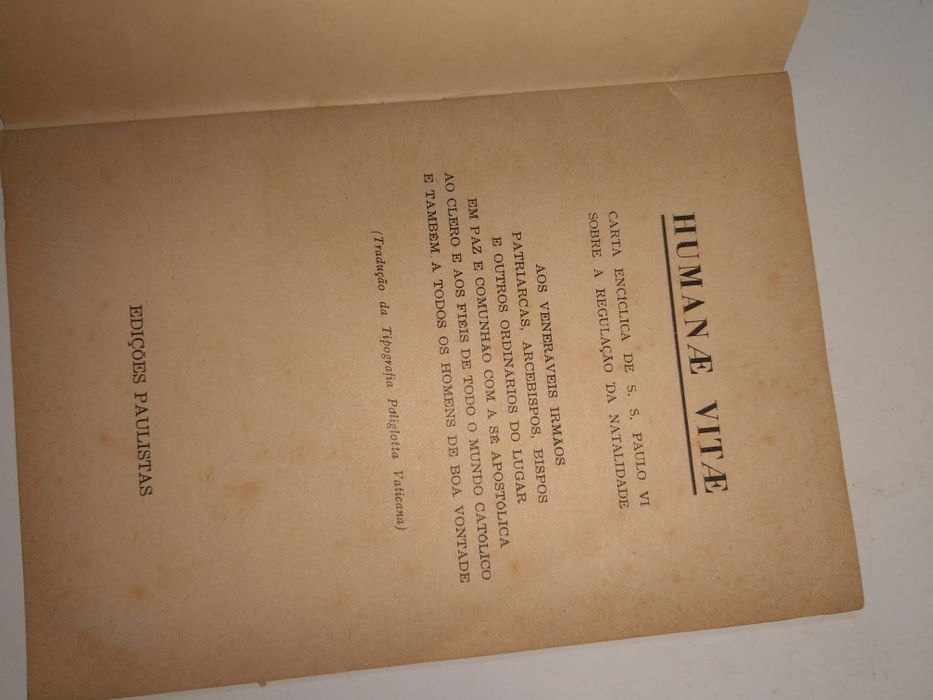 HUMANÆ VITÆ
CARTA ENCÍCLICA DE S. S. PAULO VI
SOBRE A REGULAÇÃO DA NATALIDADE
AOS VENERÁVEIS IRMÃOS
PATRIARCAS, ARCEBISPOS, BISPOS
E OUTROS ORDINÁRIOS DO LUGAR
EM PAZ E COMUNHÃO COM A SÉ APOSTÓLICA
AO CLERO E AOS FIÉIS DE TODO O MUNDO CATÓLICO
E TAMBÉM A TODOS OS HOMENS DE BOA VONTADE
(Tradução da Tipografia Poliglotta Vaticana)
EDIÇÕES PAULISTAS